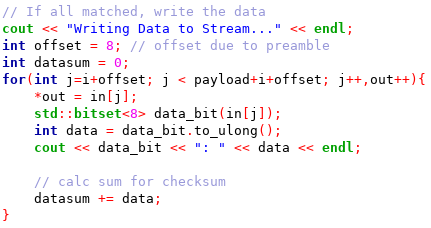 // If all matched, write the data
cout << "Writing Data to Stream..." << endl;
int offset = 8; // offset due to preamble
int datasum = 0;
for(int j=i+offset; j < payload+i+offset; j++,out++){
    *out = in[j];
    std::bitset<8> data_bit(in[j]);
    int data = data_bit.to_ulong();
    cout << data_bit << ": " << data << endl;

    // calc sum for checksum
    datasum += data;
}